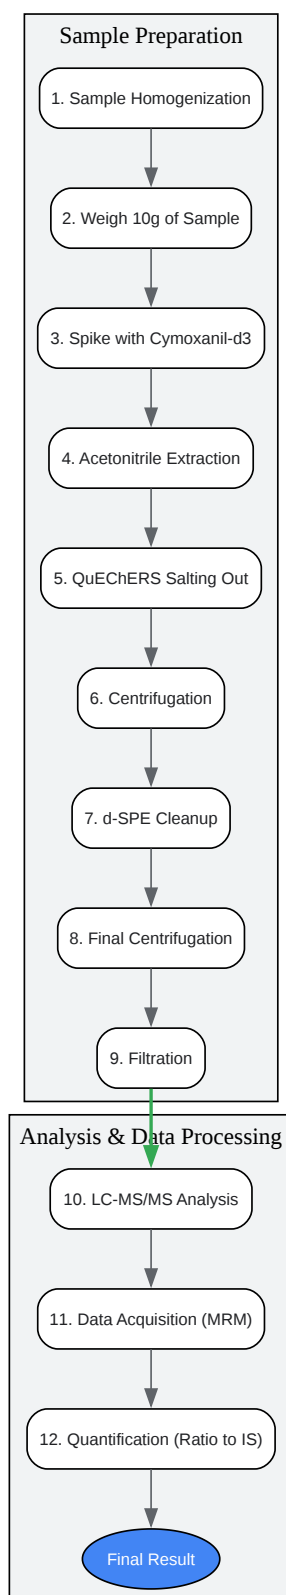 Sample Preparation
1. Sample Homogenization
2. Weigh 10g of Sample
3. Spike with Cymoxanil-d3
4. Acetonitrile Extraction
5. QuEChERS Salting Out
6. Centrifugation
7. d-SPE Cleanup
8. Final Centrifugation
9. Filtration
Analysis & Data Processing
10. LC-MS/MS Analysis
11. Data Acquisition (MRM)
12. Quantification (Ratio to IS)
Final Result